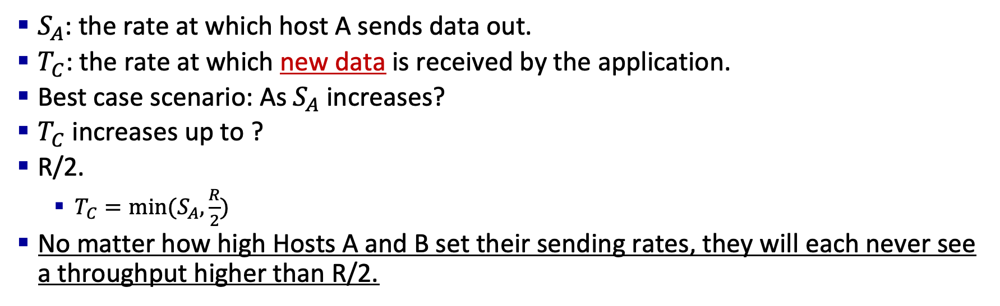 ▪ S_A: the rate at which host A sends data out.
▪ T_C: the rate at which new data is received by the application.
▪ Best case scenario: As S_A increases?
▪ T_C increases up to ?
▪ R/2.
▪ T_C = min(S_A, R/2)
▪ No matter how high Hosts A and B set their sending rates, they will each never see
a throughput higher than R/2.